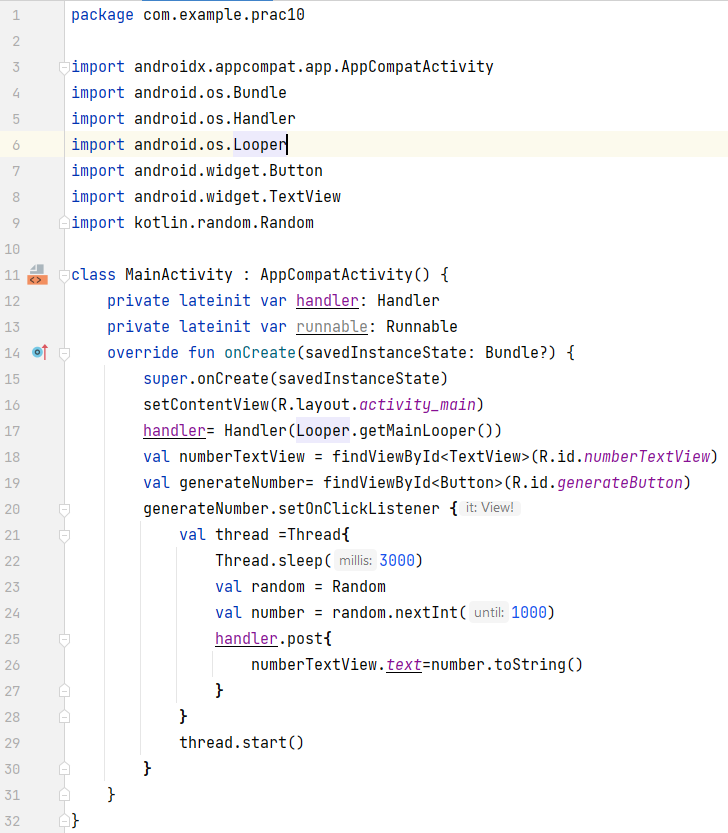 1 package com.example.prac10
2
3 import androidx.appcompat.app.AppCompatActivity
4 import android.os.Bundle
5 import android.os.Handler
6 import android.os.Looper
7 import android.widget.Button
8 import android.widget.TextView
9 import kotlin.random.Random
10
11 class MainActivity : AppCompatActivity() {
12     private lateinit var handler: Handler
13     private lateinit var runnable: Runnable
14     override fun onCreate(savedInstanceState: Bundle?) {
15         super.onCreate(savedInstanceState)
16         setContentView(R.layout.activity_main)
17         handler= Handler(Looper.getMainLooper())
18         val numberTextView = findViewById<TextView>(R.id.numberTextView)
19         val generateNumber= findViewById<Button>(R.id.generateButton)
20         generateNumber.setOnClickListener { it: View!
21             val thread =Thread{
22                 Thread.sleep( millis: 3000)
23                 val random = Random
24                 val number = random.nextInt( until: 1000)
25                 handler.post{
26                     numberTextView.text=number.toString()
27                 }
28             }
29             thread.start()
30         }
31     }
32 }